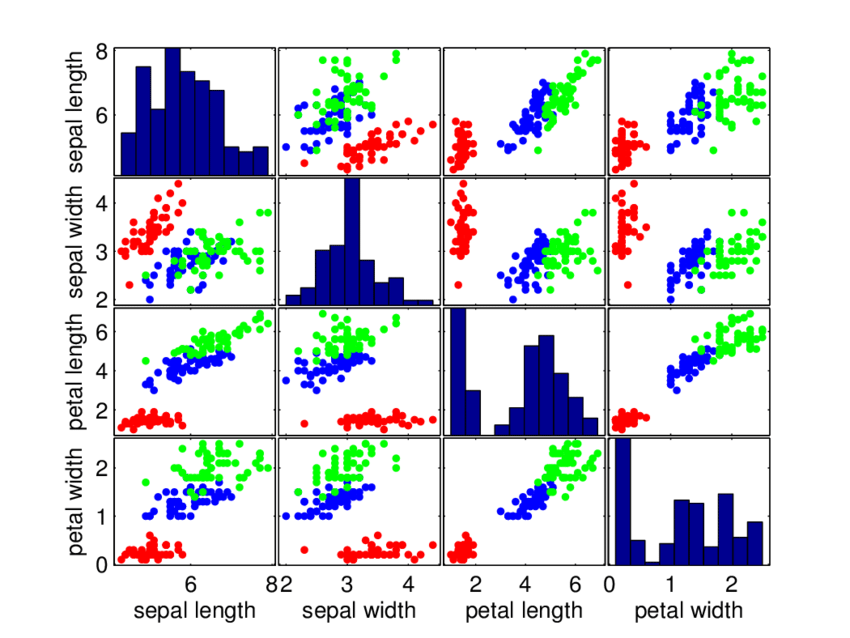 sepal length
8
6
sepal width
4
3
2
petal length
6
4
2
petal width
2
1
0
6 8 2 3 4 2 4 6 0 1 2
sepal length sepal width petal length petal width